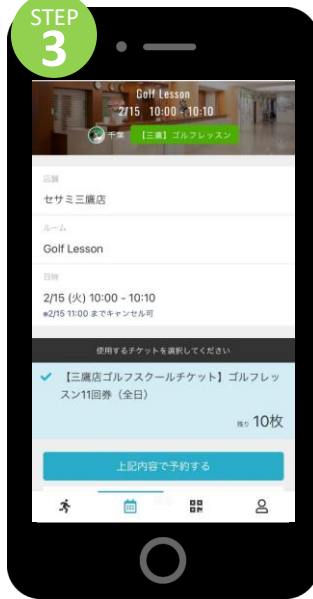 STEP
3
Golf Lesson
2/15 10:00 - 10:10
千葉 【三鷹】ゴルフレッスン
店舗
セサミ三鷹店
ルーム
Golf Lesson
日時
2/15 (火) 10:00 - 10:10
※2/15 11:00 までキャンセル可
使用するチケットを選択してください
【三鷹店ゴルフスクールチケット】ゴルフレッ
スン11回券（全日）
残り 10枚
上記内容で予約する